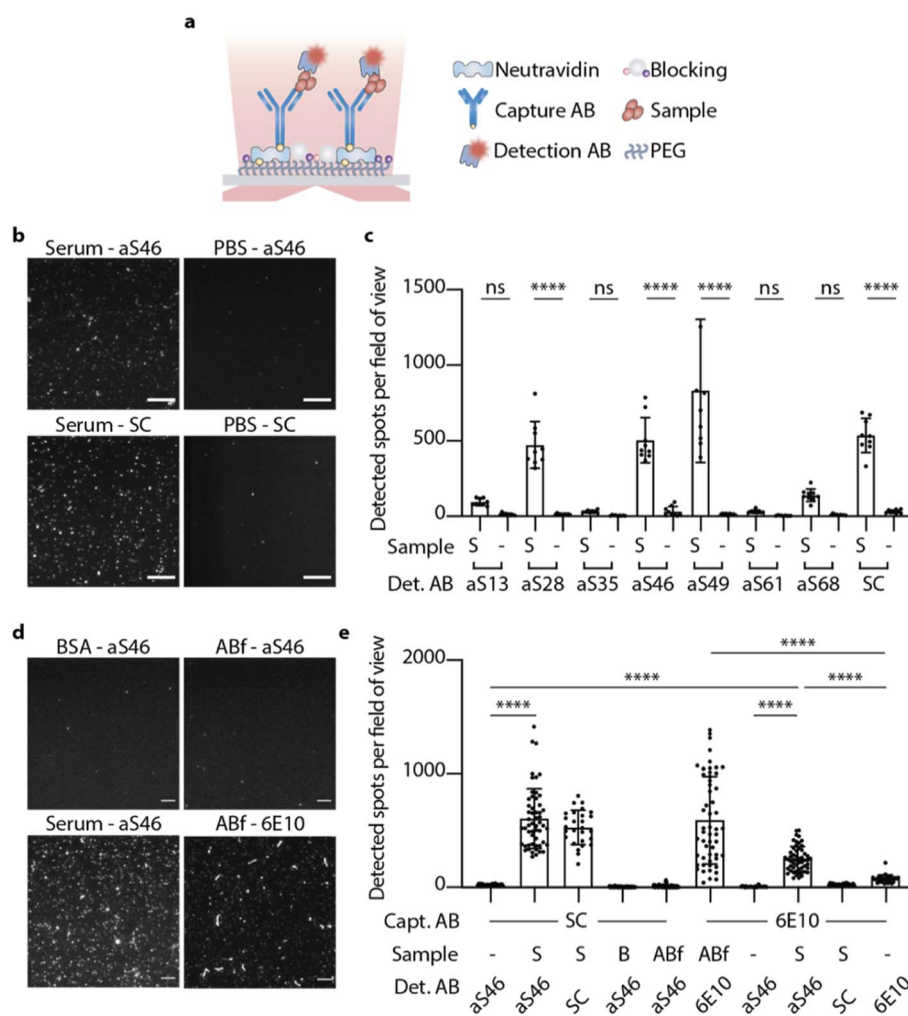 a
Neutravidin Blocking
Capture AB Sample
Detection AB PEG
b
Serum - aS46 PBS - aS46
Serum - SC PBS - SC
c
Detected spots per field of view
1500
1000
500
0
ns **** ns **** **** ns ns ****
Sample S - S - S - S - S - S - S - S -
Det. AB aS13 aS28 aS35 aS46 aS49 aS61 aS68 SC
d
BSA - aS46 ABf - aS46
Serum - aS46 ABf - 6E10
e
Detected spots per field of view
2000
1000
0
****
**** ****
**** ****
Capt. AB SC 6E10
Sample - S S B ABf ABf - S S -
Det. AB aS46 aS46 SC aS46 aS46 6E10 aS46 aS46 SC 6E10